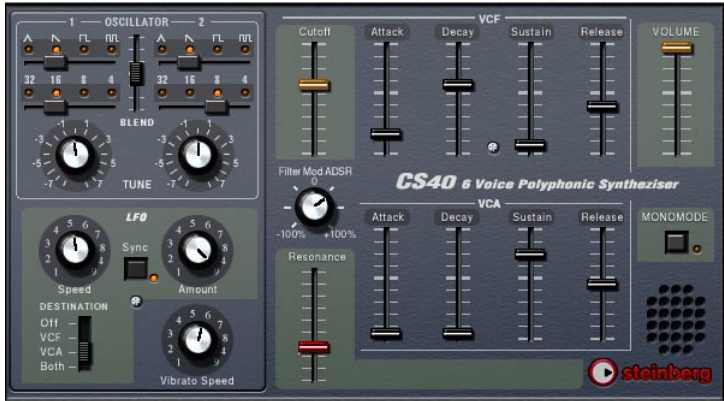 1 OSCILLATOR 2
32 16 8 4
32 16 8 4
BLEND
-1 1
-3 3
-5 5
-7 7
TUNE
-1 1
-3 3
-5 5
-7 7
LFO
1 2 3 4 5 6 7 8 9
Speed
Sync
1 2 3 4 5 6 7 8 9
Amount
DESTINATION
Off
VCF
VCA
Both
1 2 3 4 5 6 7 8 9
Vibrato Speed
VCF
Cutoff Attack Decay Sustain Release
VOLUME
Filter Mod ADSR
0
-100% +100%
CS40 6 Voice Polyphonic Syntheziser
VCA
Attack Decay Sustain Release
MONOMODE
Resonance
steinberg